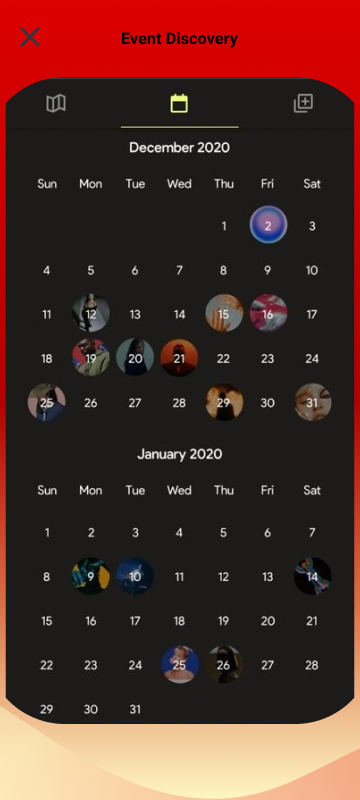 Event Discovery
December 2020
Sun Mon Tue Wed Thu Fri Sat
1 2 3
4 5 6 7 8 9 10
11 12 13 14 15 16 17
18 19 20 21 22 23 24
25 26 27 28 29 30 31
January 2020
Sun Mon Tue Wed Thu Fri Sat
1 2 3 4 5 6 7
8 9 10 11 12 13 14
15 16 17 18 19 20 21
22 23 24 25 26 27 28
29 30 31